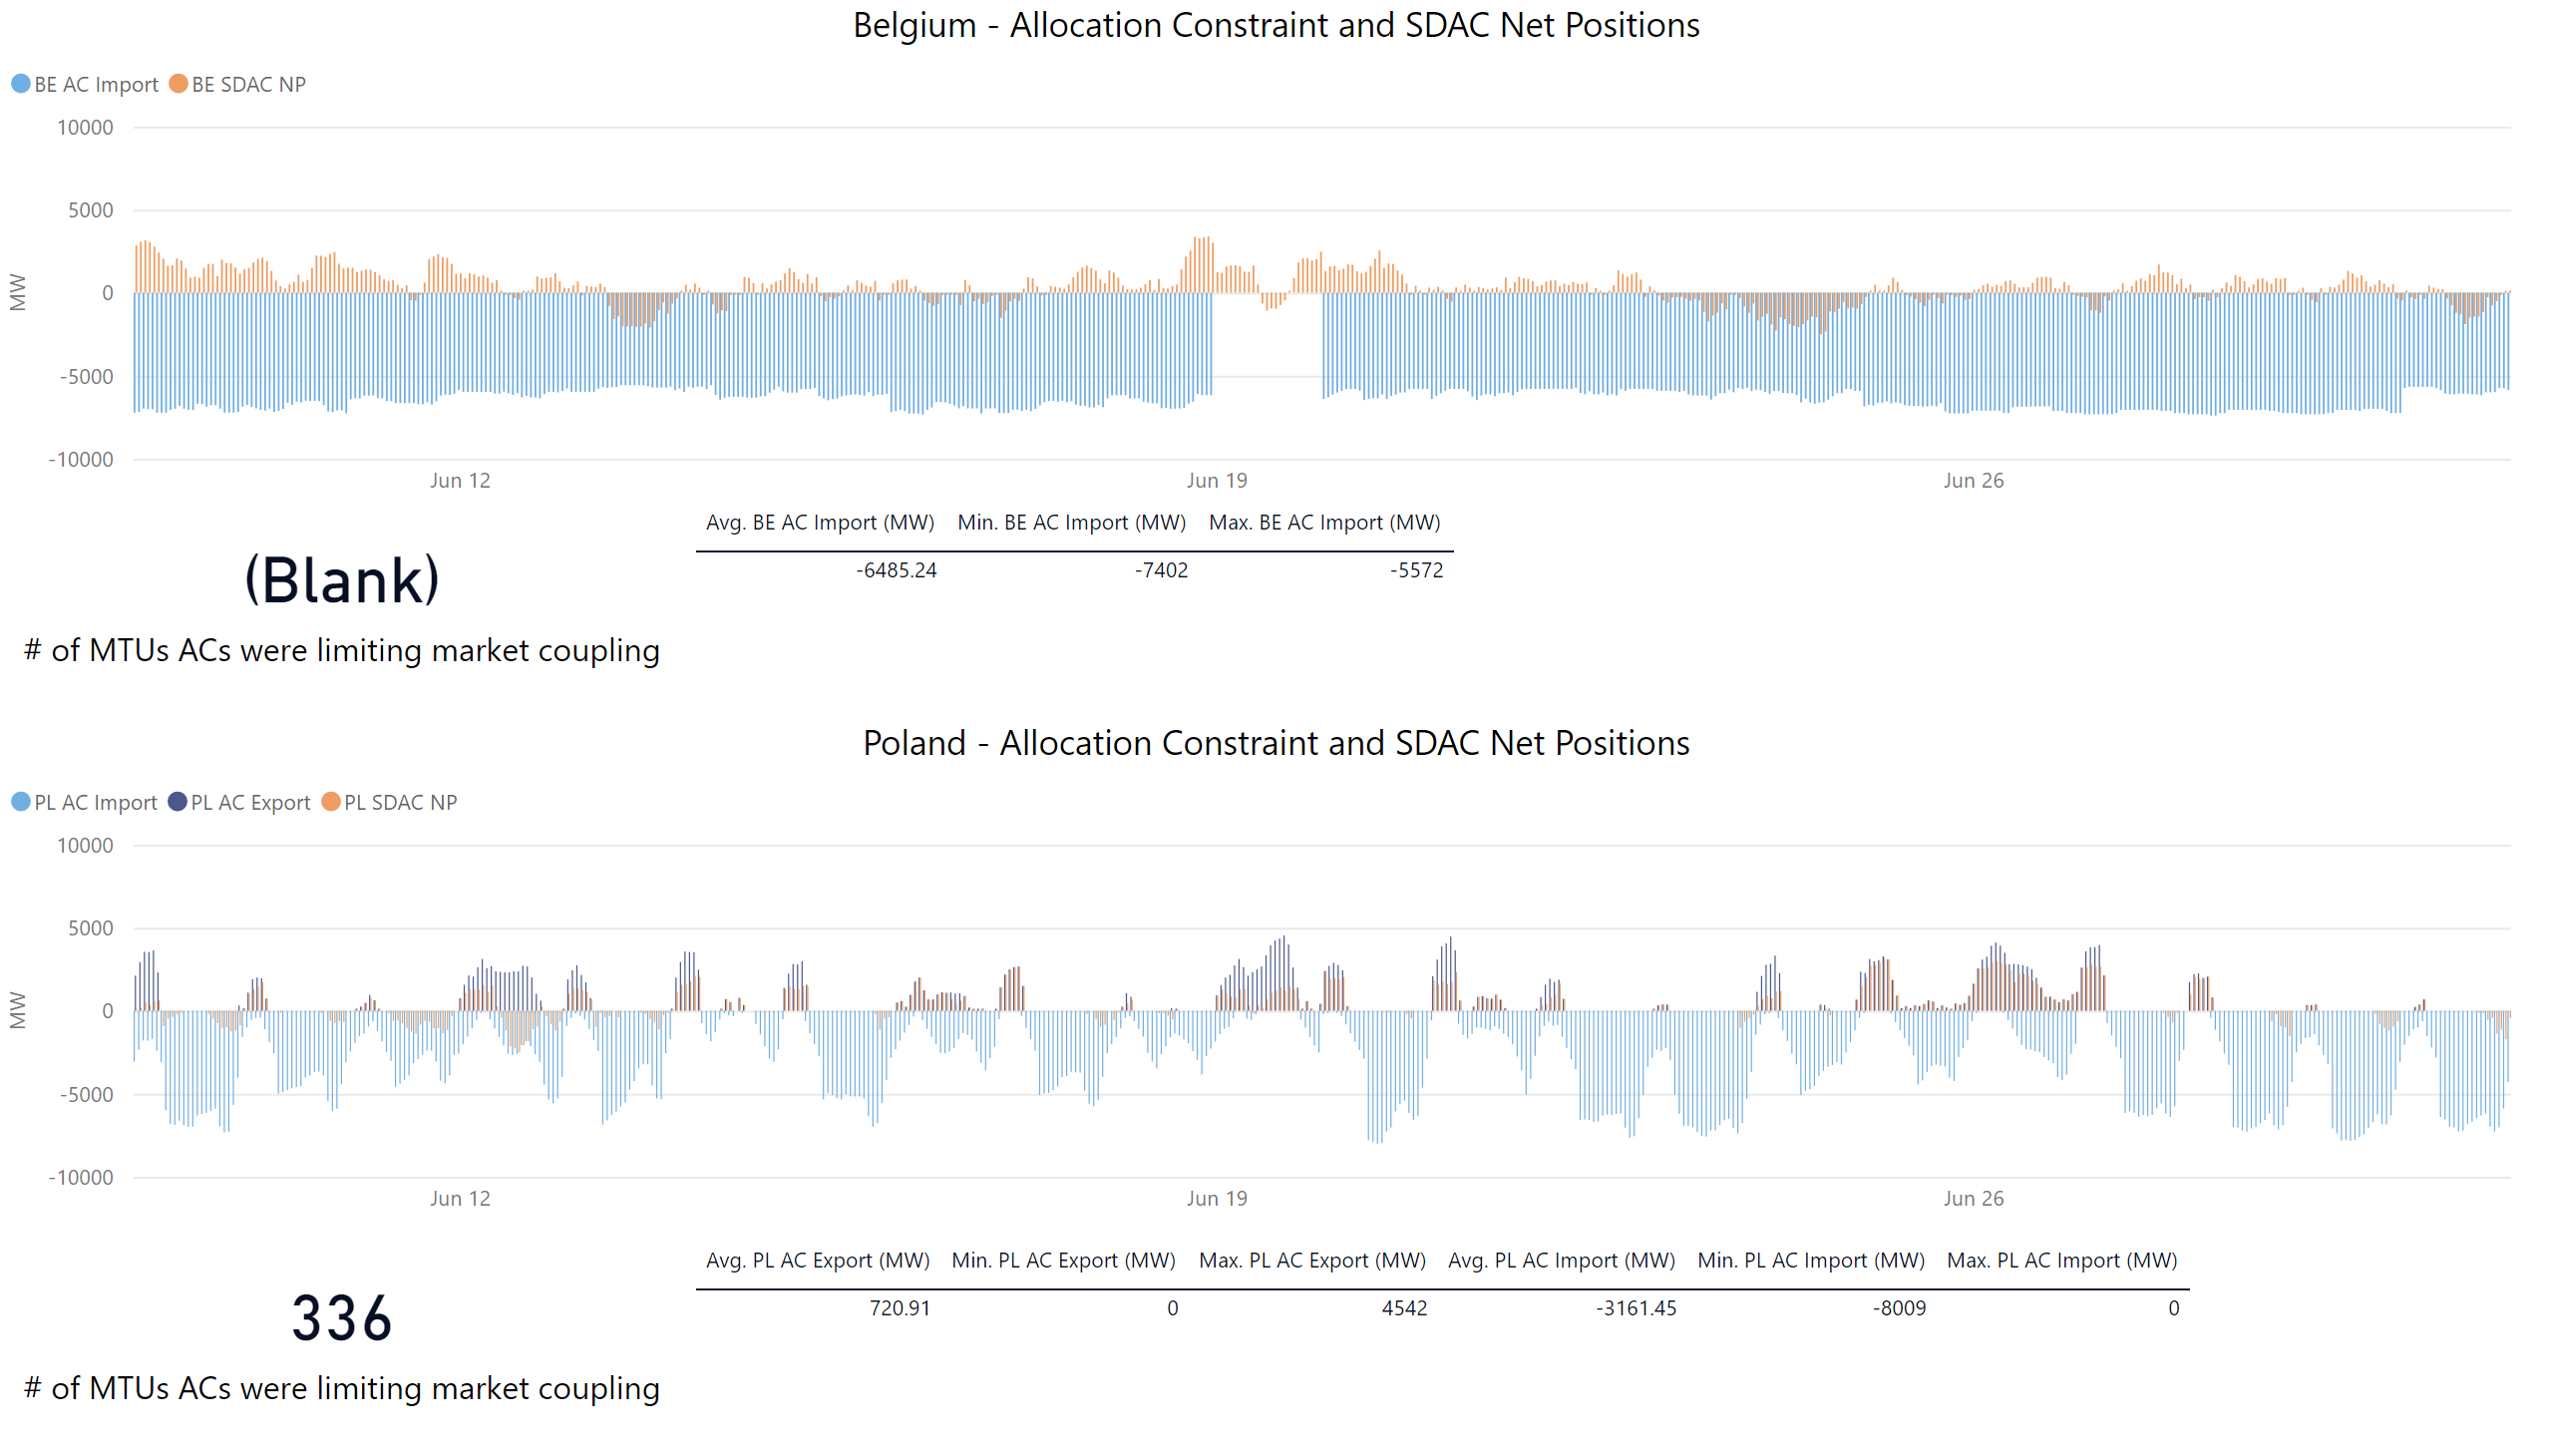 Belgium - Allocation Constraint and SDAC Net Positions
BE AC Import BE SDAC NP
10000
5000
0
-5000
-10000
MW
Jun 12 Jun 19 Jun 26
Avg. BE AC Import (MW) Min. BE AC Import (MW) Max. BE AC Import (MW)
-6485.24 -7402 -5572
(Blank)
# of MTUs ACs were limiting market coupling
Poland - Allocation Constraint and SDAC Net Positions
PL AC Import PL AC Export PL SDAC NP
10000
5000
0
-5000
-10000
MW
Jun 12 Jun 19 Jun 26
Avg. PL AC Export (MW) Min. PL AC Export (MW) Max. PL AC Export (MW) Avg. PL AC Import (MW) Min. PL AC Import (MW) Max. PL AC Import (MW)
720.91 0 4542 -3161.45 -8009 0
336
# of MTUs ACs were limiting market coupling